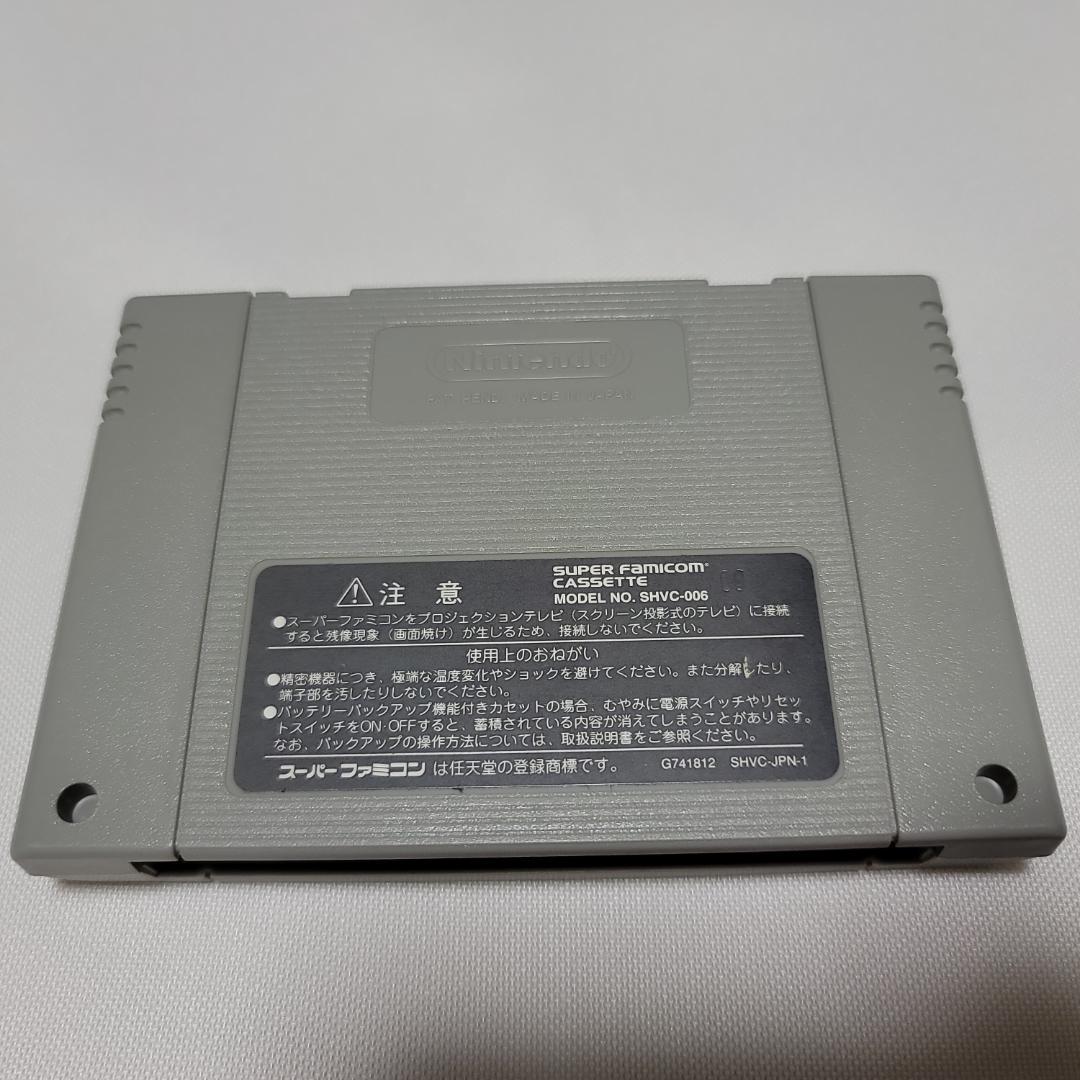 Nintendo
PAT. PEND. MADE IN JAPAN
注意
SUPER FAMICOM
CASSETTE
MODEL NO. SHVC-006
●スーパーファミコンをプロジェクションテレビ(スクリーン投影式のテレビ)に接続
すると残像現象(画面焼け)が生じるため、接続しないでください。
使用上のおねがい
●精密機器につき、極端な温度変化やショックを避けてください。また分解したり、
端子部を汚したりしないでください。
●バッテリーバックアップ機能付きカセットの場合、むやみに電源スイッチやリセッ
トスイッチをON・OFFすると、蓄積されている内容が消えてしまうことがあります。
なお、バックアップの操作方法については、取扱説明書をご参照ください。
スーパーファミコンは任天堂の登録商標です。 G741812 SHVC-JPN-1